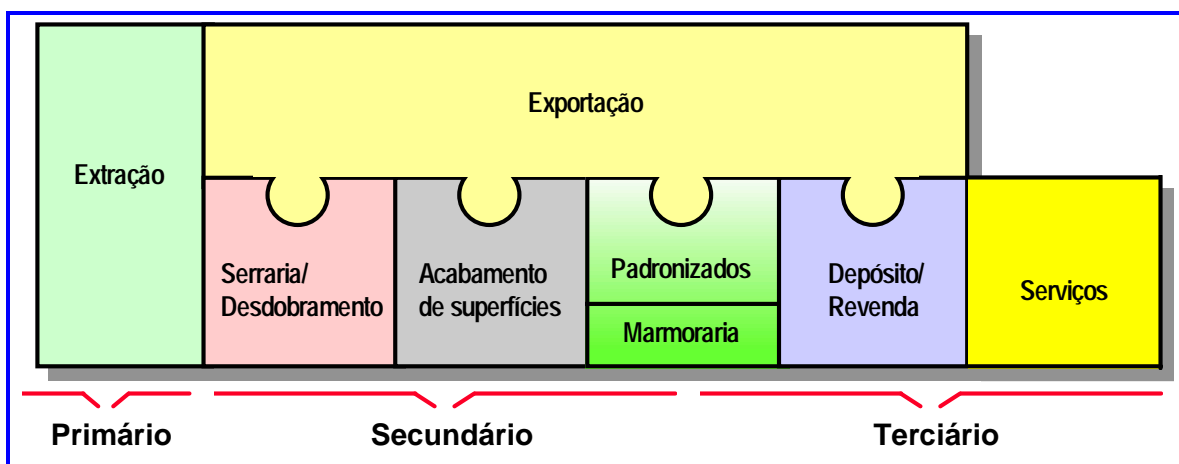 Exportação
Extração
Serraria/
Desdobramento
Acabamento
de superfícies
Padronizados
Marmoraria
Depósito/
Revenda
Serviços
Primário
Secundário
Terciário